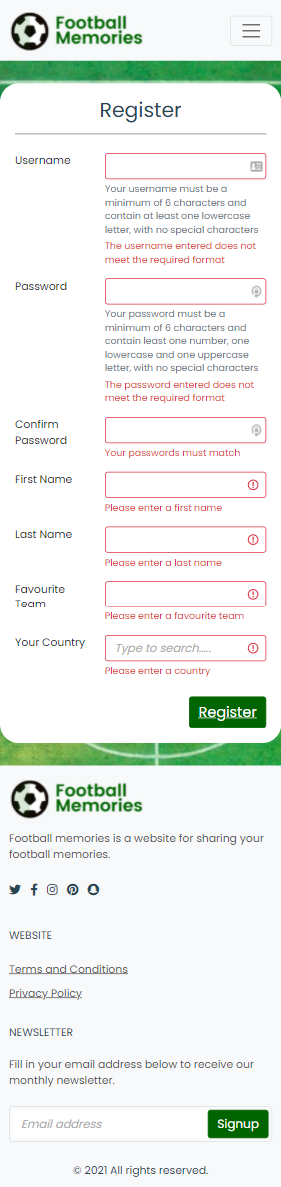 Football
Memories
Register
Username
Your username must be a
minimum of 6 characters and
contain at least one lowercase
letter, with no special characters
The username entered does not
meet the required format
Password
Your password must be a
minimum of 6 characters and
contain least one number, one
lowercase and one uppercase
letter, with no special characters
The password entered does not
meet the required format
Confirm
Password
Your passwords must match
First Name
Please enter a first name
Last Name
Please enter a last name
Favourite
Team
Please enter a favourite team
Your Country
Type to search.....
Please enter a country
Register
Football
Memories
Football memories is a website for sharing your
football memories.
WEBSITE
Terms and Conditions
Privacy Policy
NEWSLETTER
Fill in your email address below to receive our
monthly newsletter.
Email address
Signup
© 2021 All rights reserved.